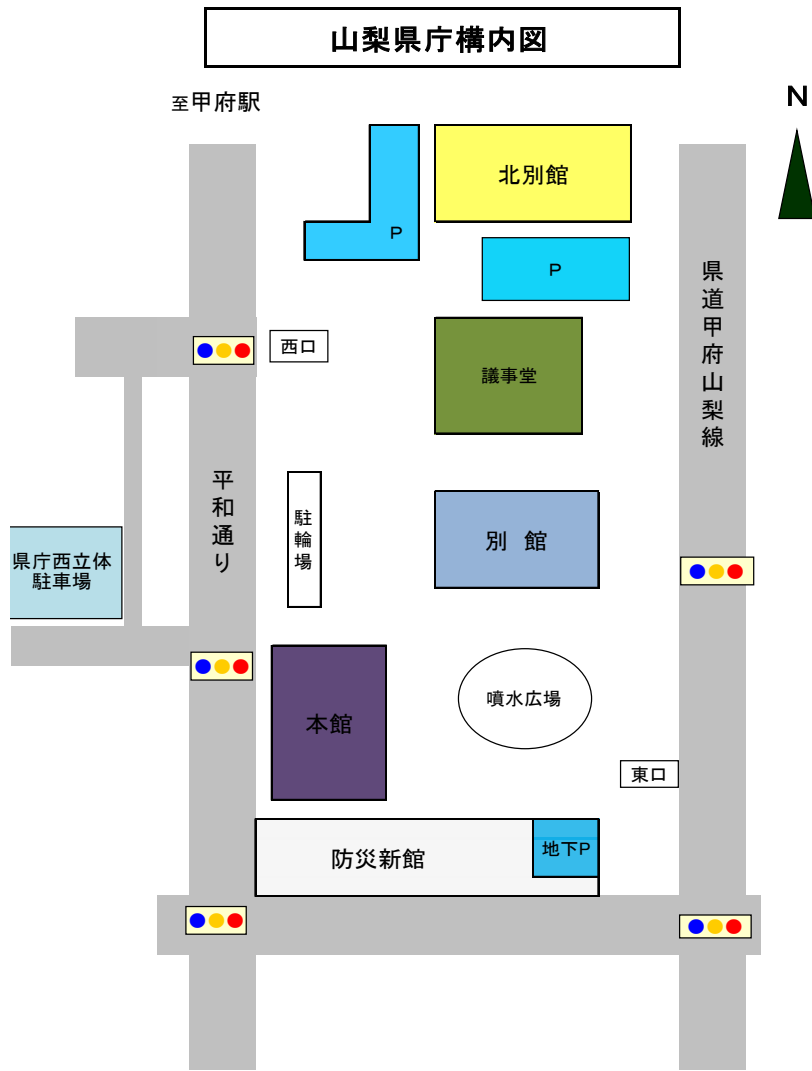 山梨県庁構内図
至甲府駅
N
北別館
P
P
県道甲府山梨線
西口
議事堂
平和通り
駐輪場
別 館
県庁西立体
駐車場
本館
噴水広場
東口
防災新館
地下P